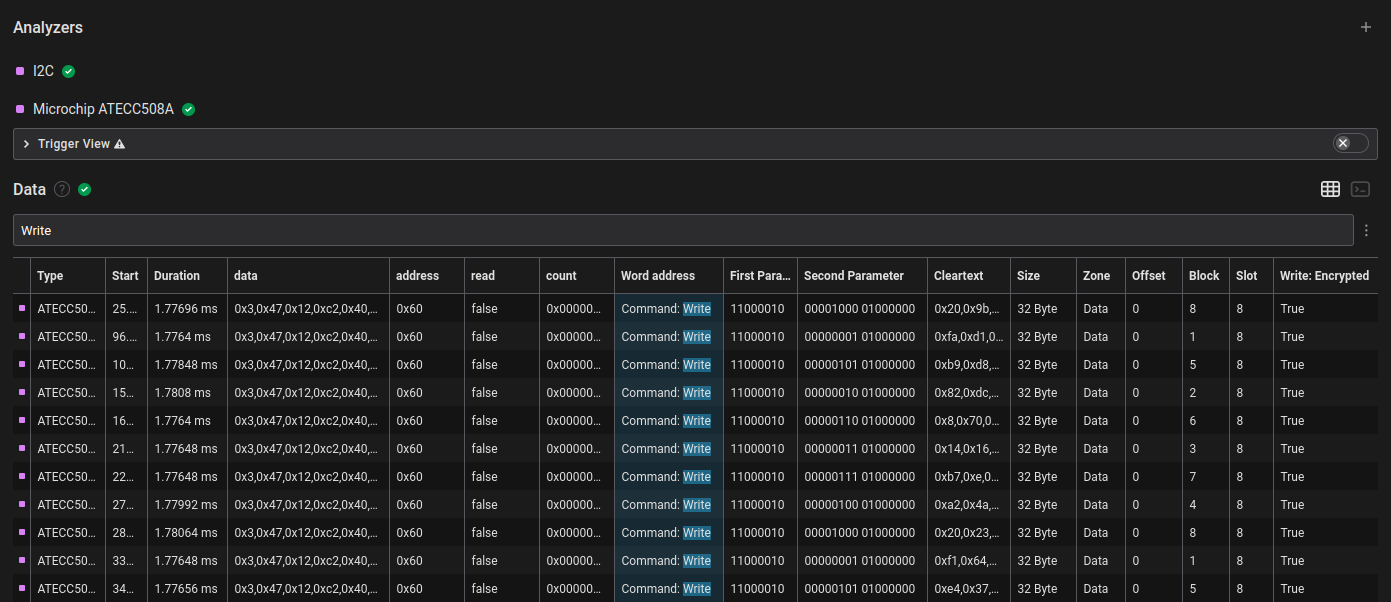 Analyzers
I2C
Microchip ATECC508A
Trigger View
Data
Write
Type Start Duration data address read count Word address First Para... Second Parameter Cleartext Size Zone Offset Block Slot Write: Encrypted
ATECC50... 25.... 1.77696 ms 0x3,0x47,0x12,0xc2,0x40,... 0x60 false 0x00000... Command: Write 11000010 00001000 01000000 0x20,0x9b,... 32 Byte Data 0 8 8 True
ATECC50... 96.... 1.7764 ms 0x3,0x47,0x12,0xc2,0x40,... 0x60 false 0x00000... Command: Write 11000010 00000001 01000000 0xfa,0xd1,0... 32 Byte Data 0 1 8 True
ATECC50... 10... 1.77848 ms 0x3,0x47,0x12,0xc2,0x40,... 0x60 false 0x00000... Command: Write 11000010 00000101 01000000 0xb9,0xd8,... 32 Byte Data 0 5 8 True
ATECC50... 15... 1.7808 ms 0x3,0x47,0x12,0xc2,0x40,... 0x60 false 0x00000... Command: Write 11000010 00000010 01000000 0x82,0xdc,... 32 Byte Data 0 2 8 True
ATECC50... 16... 1.7764 ms 0x3,0x47,0x12,0xc2,0x40,... 0x60 false 0x00000... Command: Write 11000010 00000110 01000000 0x8,0x70,0... 32 Byte Data 0 6 8 True
ATECC50... 21... 1.77648 ms 0x3,0x47,0x12,0xc2,0x40,... 0x60 false 0x00000... Command: Write 11000010 00000011 01000000 0x14,0x16,... 32 Byte Data 0 3 8 True
ATECC50... 22... 1.77648 ms 0x3,0x47,0x12,0xc2,0x40,... 0x60 false 0x00000... Command: Write 11000010 00000111 01000000 0xb7,0xe,0... 32 Byte Data 0 7 8 True
ATECC50... 27... 1.77992 ms 0x3,0x47,0x12,0xc2,0x40,... 0x60 false 0x00000... Command: Write 11000010 00000100 01000000 0xa2,0x4a,... 32 Byte Data 0 4 8 True
ATECC50... 28... 1.78064 ms 0x3,0x47,0x12,0xc2,0x40,... 0x60 false 0x00000... Command: Write 11000010 00001000 01000000 0x20,0x23,... 32 Byte Data 0 8 8 True
ATECC50... 33... 1.77648 ms 0x3,0x47,0x12,0xc2,0x40,... 0x60 false 0x00000... Command: Write 11000010 00000001 01000000 0xf1,0x64,... 32 Byte Data 0 1 8 True
ATECC50... 34... 1.77656 ms 0x3,0x47,0x12,0xc2,0x40,... 0x60 false 0x00000... Command: Write 11000010 00000101 01000000 0xe4,0x37,... 32 Byte Data 0 5 8 True